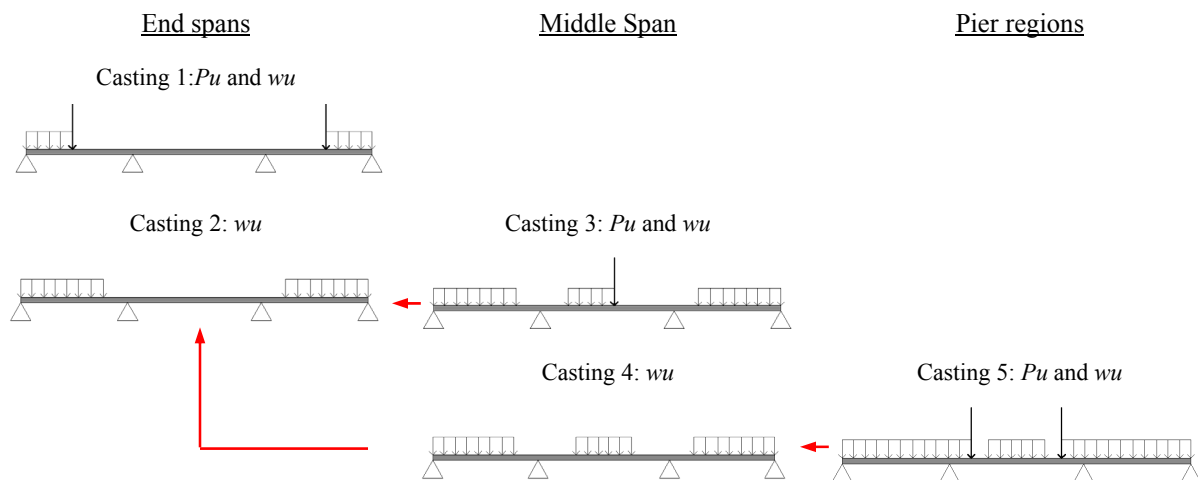 End spans
Middle Span
Pier regions
Casting 1:Pu and wu
Casting 2: wu
Casting 3: Pu and wu
Casting 4: wu
Casting 5: Pu and wu